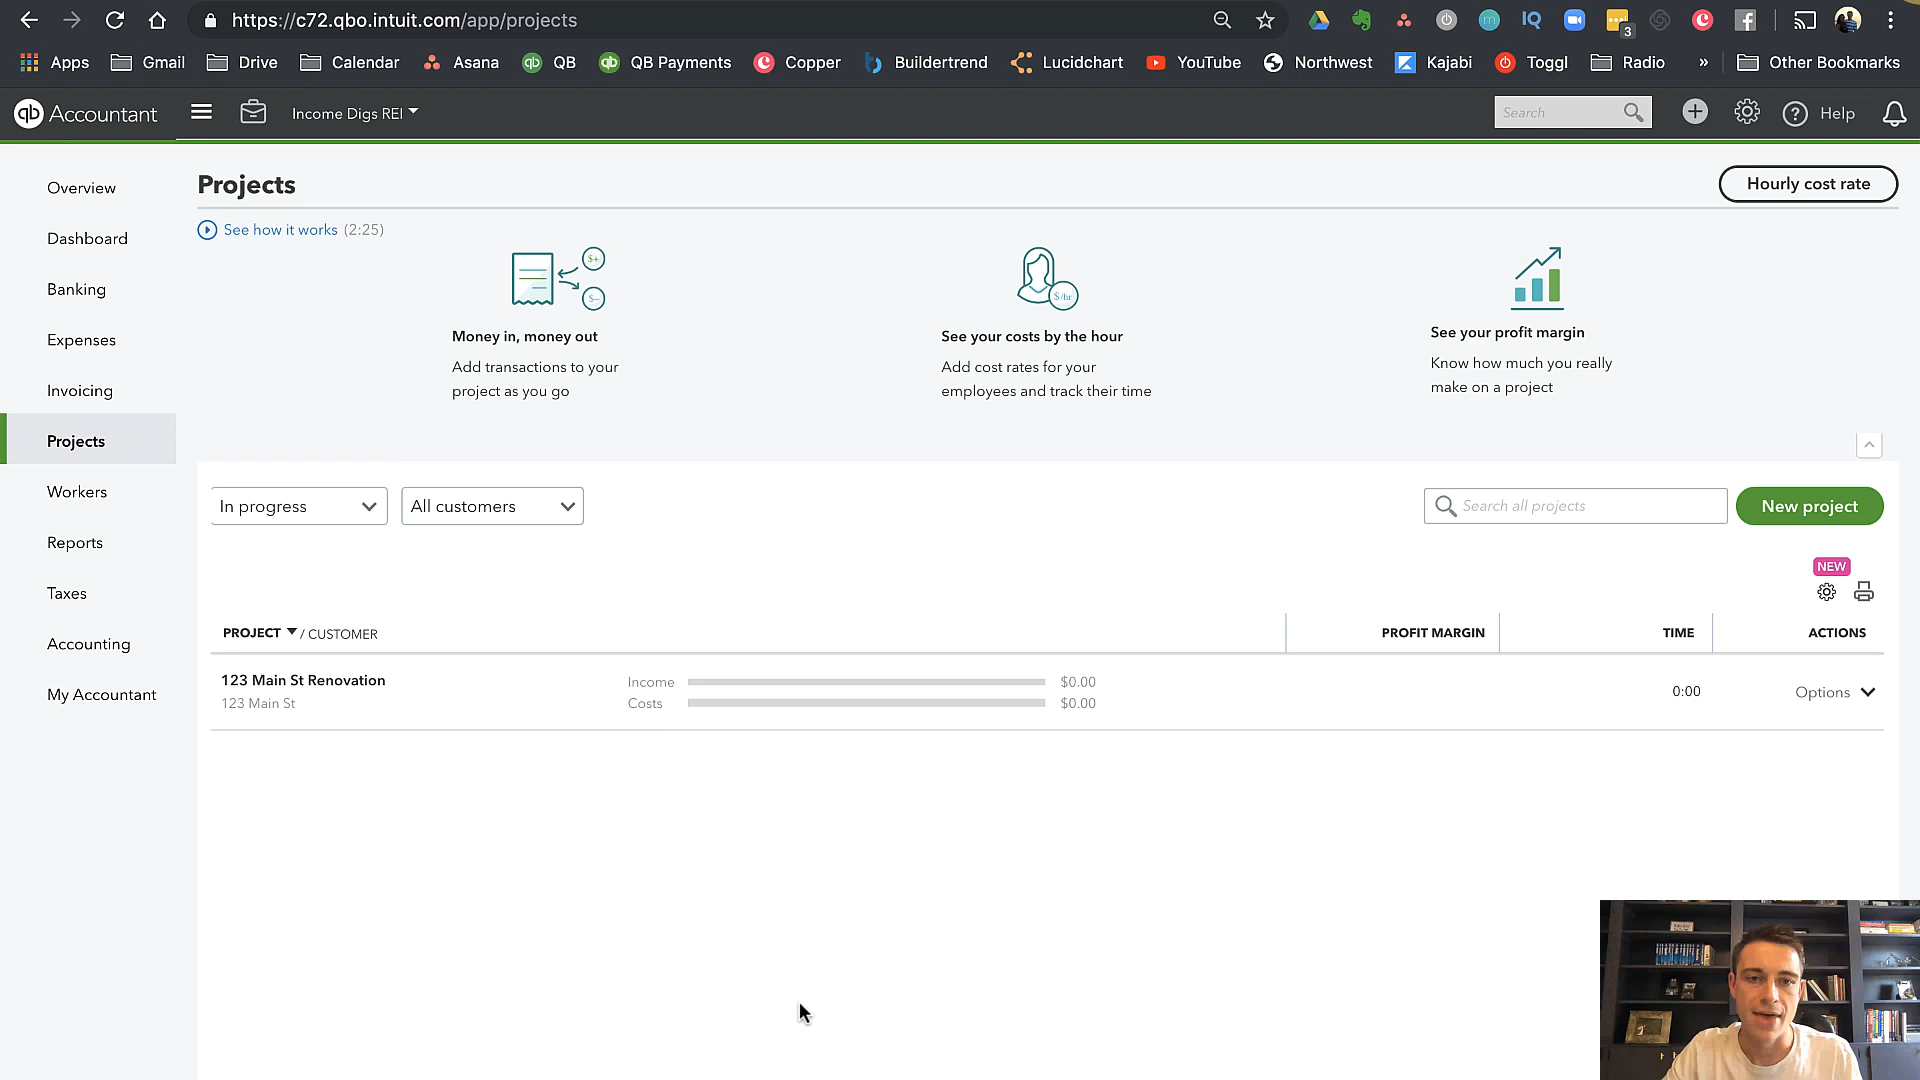 https://c72.qbo.intuit.com/app/projects
3
Apps Gmail Drive Calendar Asana QB QB Payments Copper Buildertrend Lucidchart YouTube Northwest Kajabi Toggl Radio » Other Bookmarks
qb Accountant Income Digs REI Search Help
Overview
Dashboard
Banking
Expenses
Invoicing
Projects
Workers
Reports
Taxes
Accounting
My Accountant
Projects
Hourly cost rate
See how it works (2:25)
$+
$-
$/hr
Money in, money out
Add transactions to your
project as you go
See your costs by the hour
Add cost rates for your
employees and track their time
See your profit margin
Know how much you really
make on a project
In progress All customers Search all projects New project
NEW
PROJECT / CUSTOMER PROFIT MARGIN TIME ACTIONS
123 Main St Renovation Income $0.00
123 Main St Costs $0.00
0:00 Options